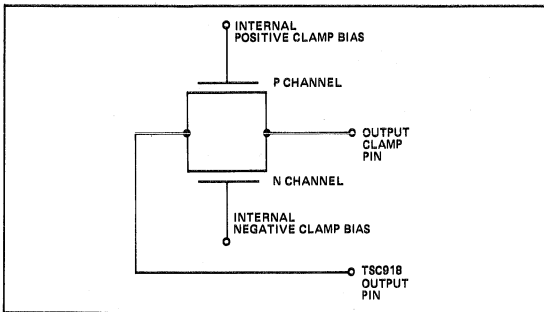 INTERNAL
POSITIVE CLAMP BIAS
P CHANNEL
OUTPUT
CLAMP
PIN
N CHANNEL
INTERNAL
NEGATIVE CLAMP BIAS
TSC918
OUTPUT
PIN